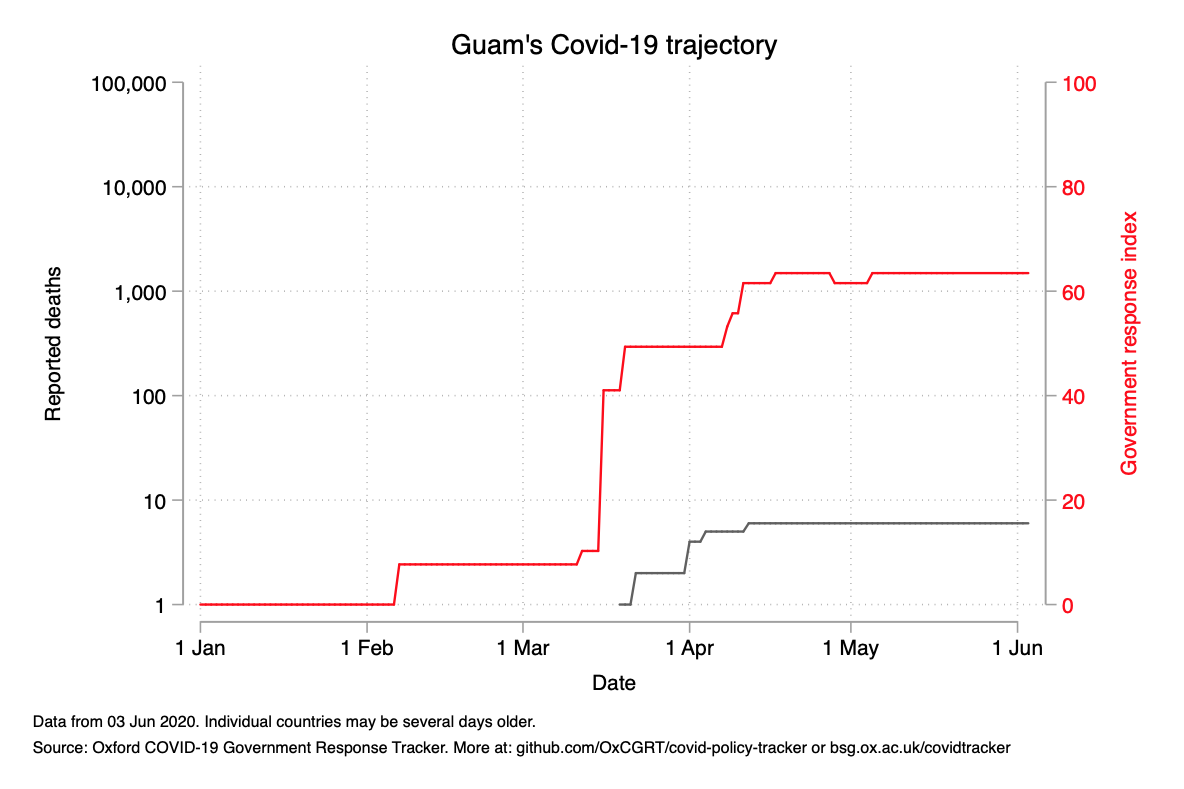 Guam's Covid-19 trajectory
100,000
10,000
1,000
100
10
1
Reported deaths
100
80
60
40
20
0
Government response index
1 Jan
1 Feb
1 Mar
1 Apr
1 May
1 Jun
Date
Data from 03 Jun 2020. Individual countries may be several days older.
Source: Oxford COVID-19 Government Response Tracker. More at: github.com/OxCGRT/covid-policy-tracker or bsg.ox.ac.uk/covidtracker